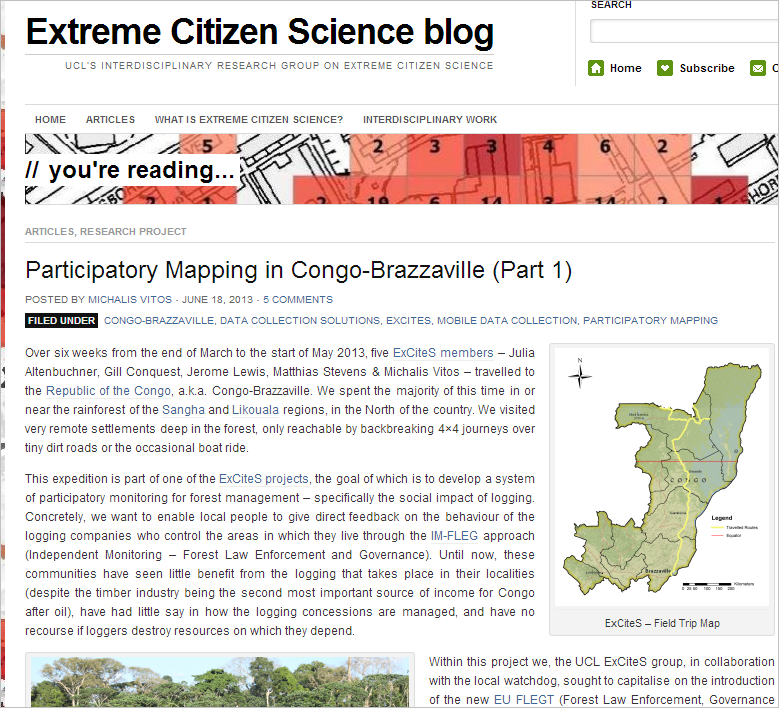 Extreme Citizen Science blog
UCL'S INTERDISCIPLINARY RESEARCH GROUP ON EXTREME CITIZEN SCIENCE
SEARCH
Home Subscribe
HOME ARTICLES WHAT IS EXTREME CITIZEN SCIENCE? INTERDISCIPLINARY WORK
5 2 3 3 4 6 2
// you're reading...
ARTICLES, RESEARCH PROJECT
Participatory Mapping in Congo-Brazzaville (Part 1)
POSTED BY MICHALIS VITOS · JUNE 18, 2013 · 5 COMMENTS
FILED UNDER CONGO-BRAZZAVILLE, DATA COLLECTION SOLUTIONS, EXCITES, MOBILE DATA COLLECTION, PARTICIPATORY MAPPING
Over six weeks from the end of March to the start of May 2013, five ExCiteS members – Julia
Altenbuchner, Gill Conquest, Jerome Lewis, Matthias Stevens & Michalis Vitos – travelled to
the Republic of the Congo, a.k.a. Congo-Brazzaville. We spent the majority of this time in or
near the rainforest of the Sangha and Likouala regions, in the North of the country. We visited
very remote settlements deep in the forest, only reachable by backbreaking 4×4 journeys over
tiny dirt roads or the occasional boat ride.
This expedition is part of one of the ExCiteS projects, the goal of which is to develop a system
of participatory monitoring for forest management – specifically the social impact of logging.
Concretely, we want to enable local people to give direct feedback on the behaviour of the
logging companies who control the areas in which they live through the IM-FLEG approach
(Independent Monitoring – Forest Law Enforcement and Governance). Until now, these
communities have seen little benefit from the logging that takes place in their localities
(despite the timber industry being the second most important source of income for Congo
after oil), have had little say in how the logging concessions are managed, and have no
recourse if loggers destroy resources on which they depend.
N
CONGO
Brazzaville
Legend
Travelled Routes
Equator
Kilometers
ExCiteS – Field Trip Map
Within this project we, the UCL ExCiteS group, in collaboration
with the local watchdog, sought to capitalise on the introduction
of the new EU FLEGT (Forest Law Enforcement, Governance